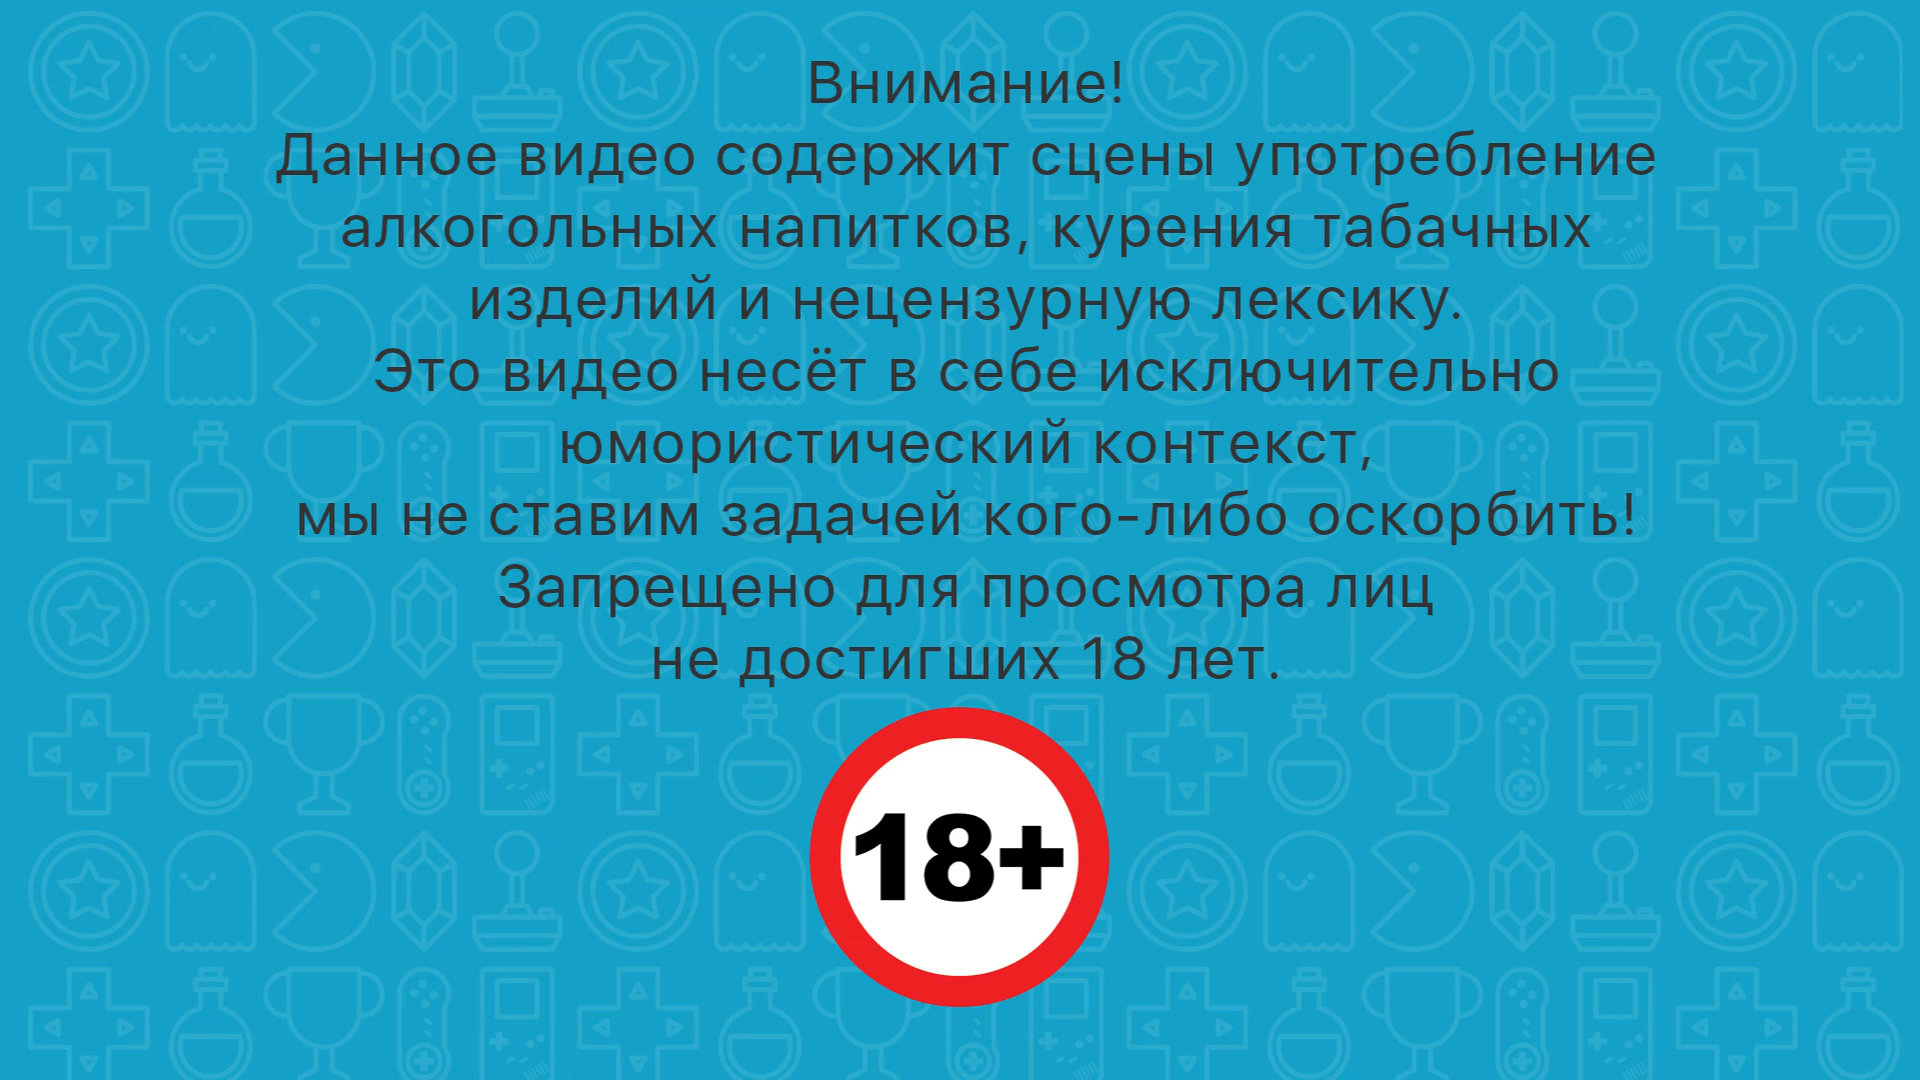 Внимание!
Данное видео содержит сцены употребление
алкогольных напитков, курения табачных
изделий и нецензурную лексику.
Это видео несёт в себе исключительно
юмористический контекст,
мы не ставим задачей кого-либо оскорбить!
Запрещено для просмотра лиц
не достигших 18 лет.
18+